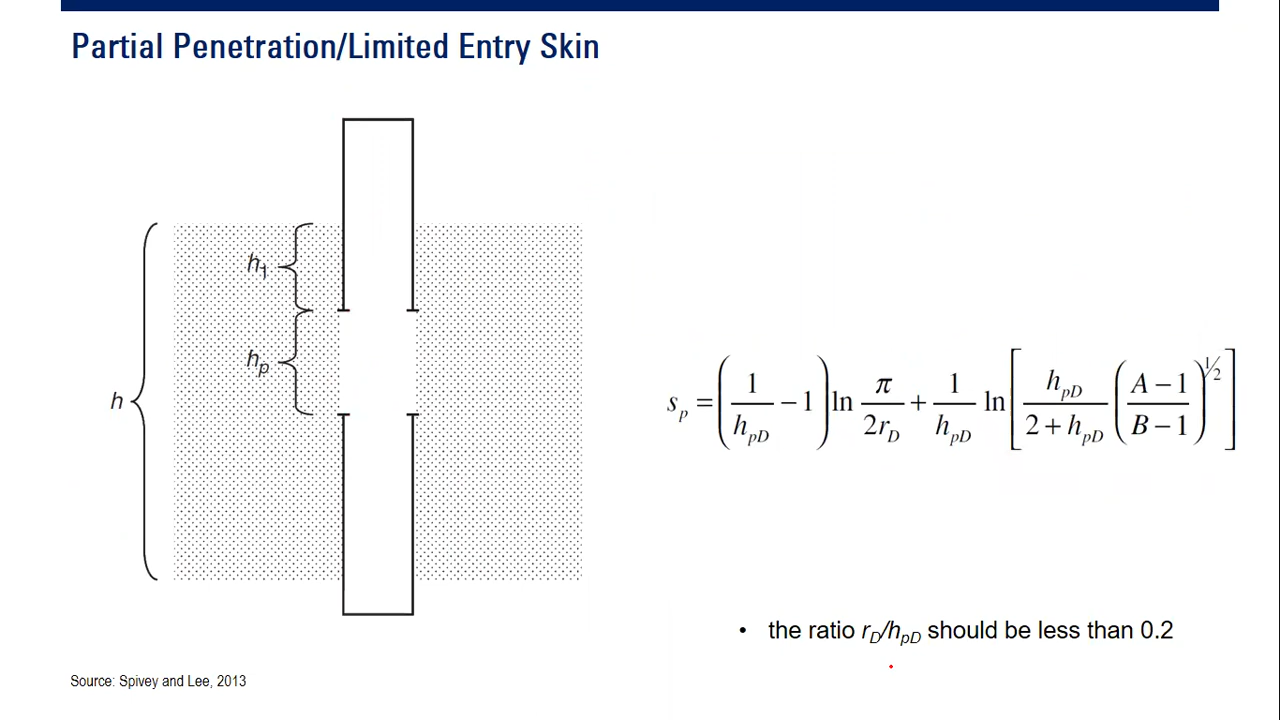 Partial Penetration/Limited Entry Skin
h
h₁
hₚ
sₚ = (1/h_pD − 1) ln π/2r_D + 1/h_pD ln[h_pD/2 + h_pD (A − 1/B − 1)^½]
• the ratio r_D/h_pD should be less than 0.2
Source: Spivey and Lee, 2013